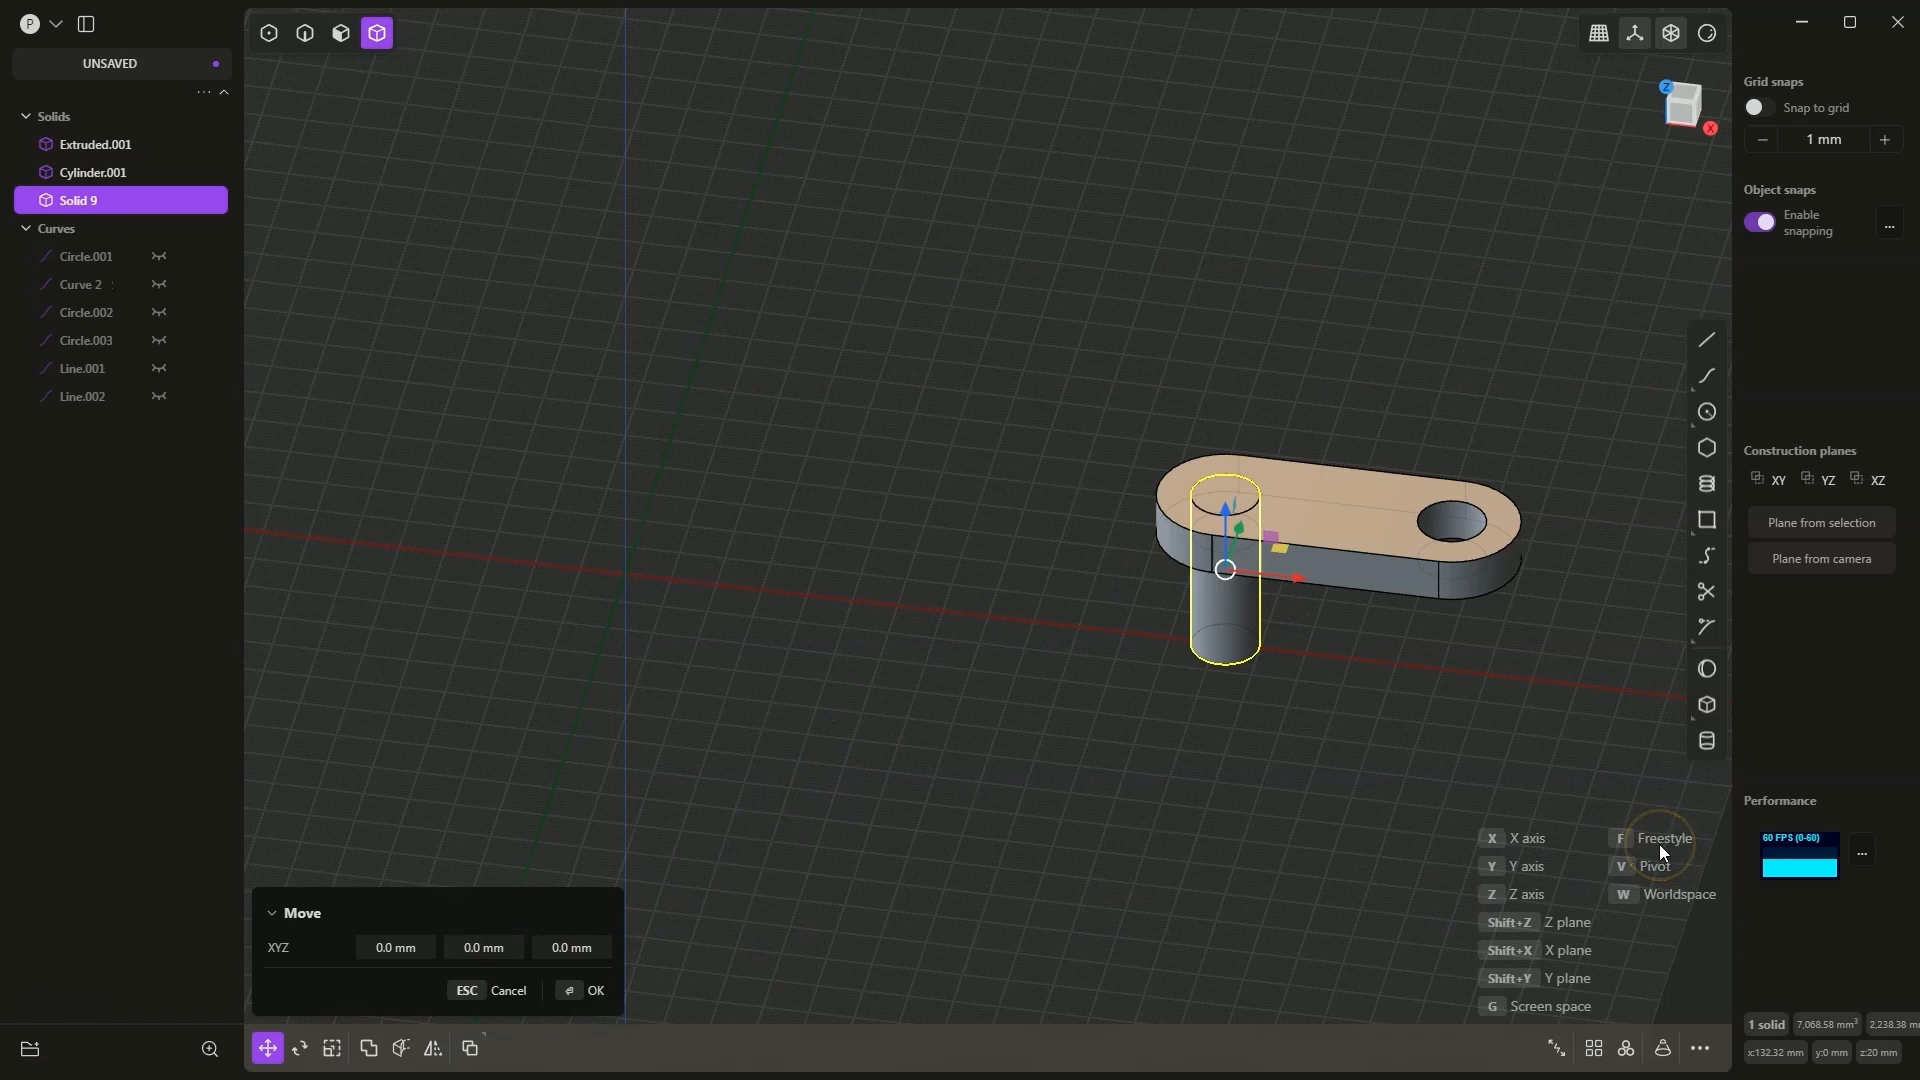 P
UNSAVED
Solids
Extruded.001
Cylinder.001
Solid 9
Curves
Circle.001
Curve 2
Circle.002
Circle.003
Line.001
Line.002
Z
X
Grid snaps
Snap to grid
1 mm
Object snaps
Enable
snapping
...
Construction planes
XY YZ XZ
Plane from selection
Plane from camera
Performance
60 FPS (0-60)
...
X X axis
Y Y axis
Z Z axis
Shift+Z Z plane
Shift+X X plane
Shift+Y Y plane
G Screen space
F Freestyle
V Pivot
W Worldspace
Move
XYZ 0.0 mm 0.0 mm 0.0 mm
ESC Cancel OK
1 solid 7,068.58 mm³ 2,238.38 mm
x:132.32 mm y:0 mm z:20 mm